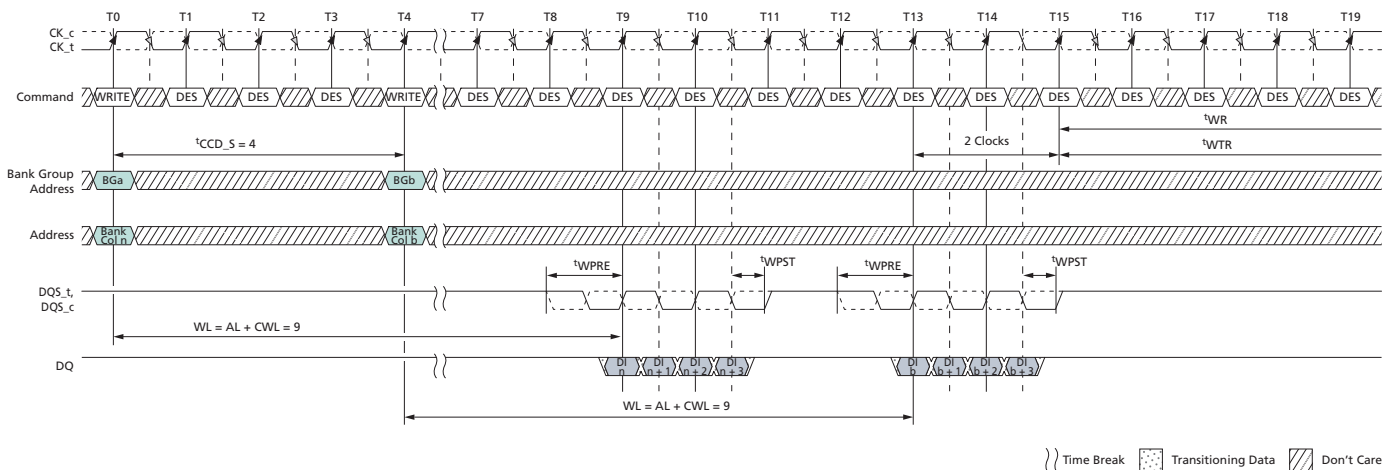 T0 T1 T2 T3 T4 T7 T8 T9 T10 T11 T12 T13 T14 T15 T16 T17 T18 T19
CK_c
CK_t
Command WRITE DES DES DES WRITE DES DES DES DES DES DES DES DES DES DES DES DES DES
tWR
tCCD_S = 4 2 Clocks
tWTR
Bank Group
Address BGa BGb
Address Bank
Col n Bank
Col b
tWPRE tWPST tWPRE tWPST
DQS_t,
DQS_c
WL = AL + CWL = 9
DQ DI
n DI
n + 1 DI
n + 2 DI
n + 3 DI
b DI
b + 1 DI
b + 2 DI
b + 3
WL = AL + CWL = 9
Time Break Transitioning Data Don't Care